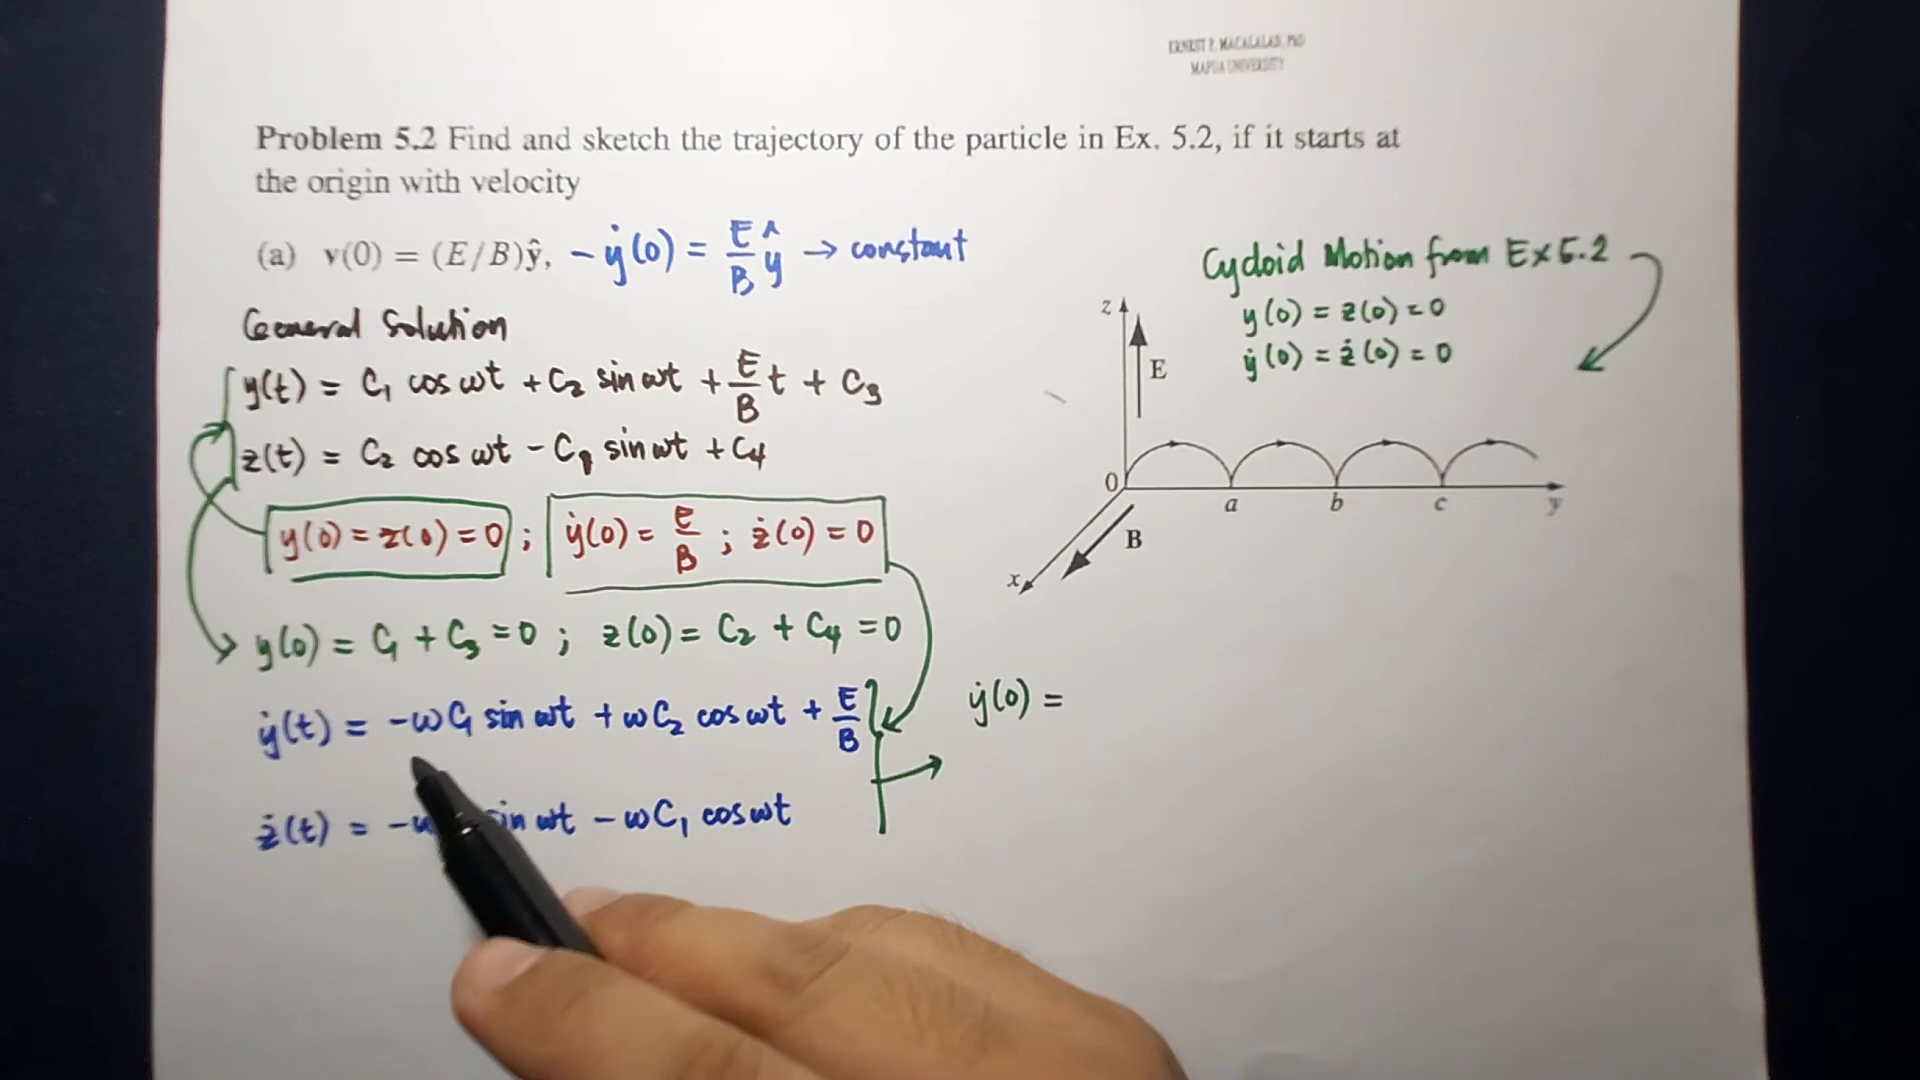 ERNEST P. MACALALAD, PhD
MAPUA UNIVERSITY
Problem 5.2 Find and sketch the trajectory of the particle in Ex. 5.2, if it starts at
the origin with velocity
(a) v(0) = (E/B)ŷ, - ẏ(0) = E/B ŷ → constant
General Solution
y(t) = C₁ cos ωt + C₂ sin ωt + E/B t + C₃
z(t) = C₂ cos ωt - C₁ sin ωt + C₄
y(0) = z(0) = 0 ; ẏ(0) = E/B ; ż(0) = 0
y(0) = C₁ + C₃ = 0 ; z(0) = C₂ + C₄ = 0
ẏ(t) = -ωC₁ sin ωt + ωC₂ cos ωt + E/B
ż(t) = - in ωt - ωC₁ cos ωt
ẏ(0) =
Cycloid Motion from Ex 5.2
y(0) = z(0) = 0
ẏ(0) = ż(0) = 0
z
E
0
a
b
c
y
B
x